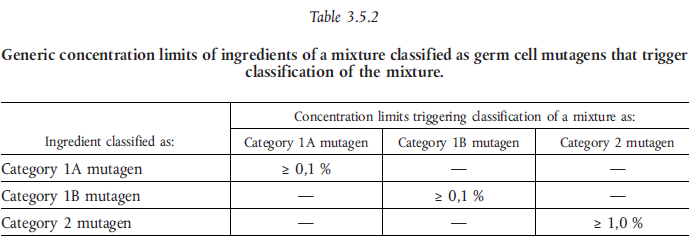 Table 3.5.2
Generic concentration limits of ingredients of a mixture classified as germ cell mutagens that trigger
classification of the mixture.
Concentration limits triggering classification of a mixture as:
Ingredient classified as: Category 1A mutagen Category 1B mutagen Category 2 mutagen
Category 1A mutagen ≥ 0,1 % — —
Category 1B mutagen — ≥ 0,1 % —
Category 2 mutagen — — ≥ 1,0 %